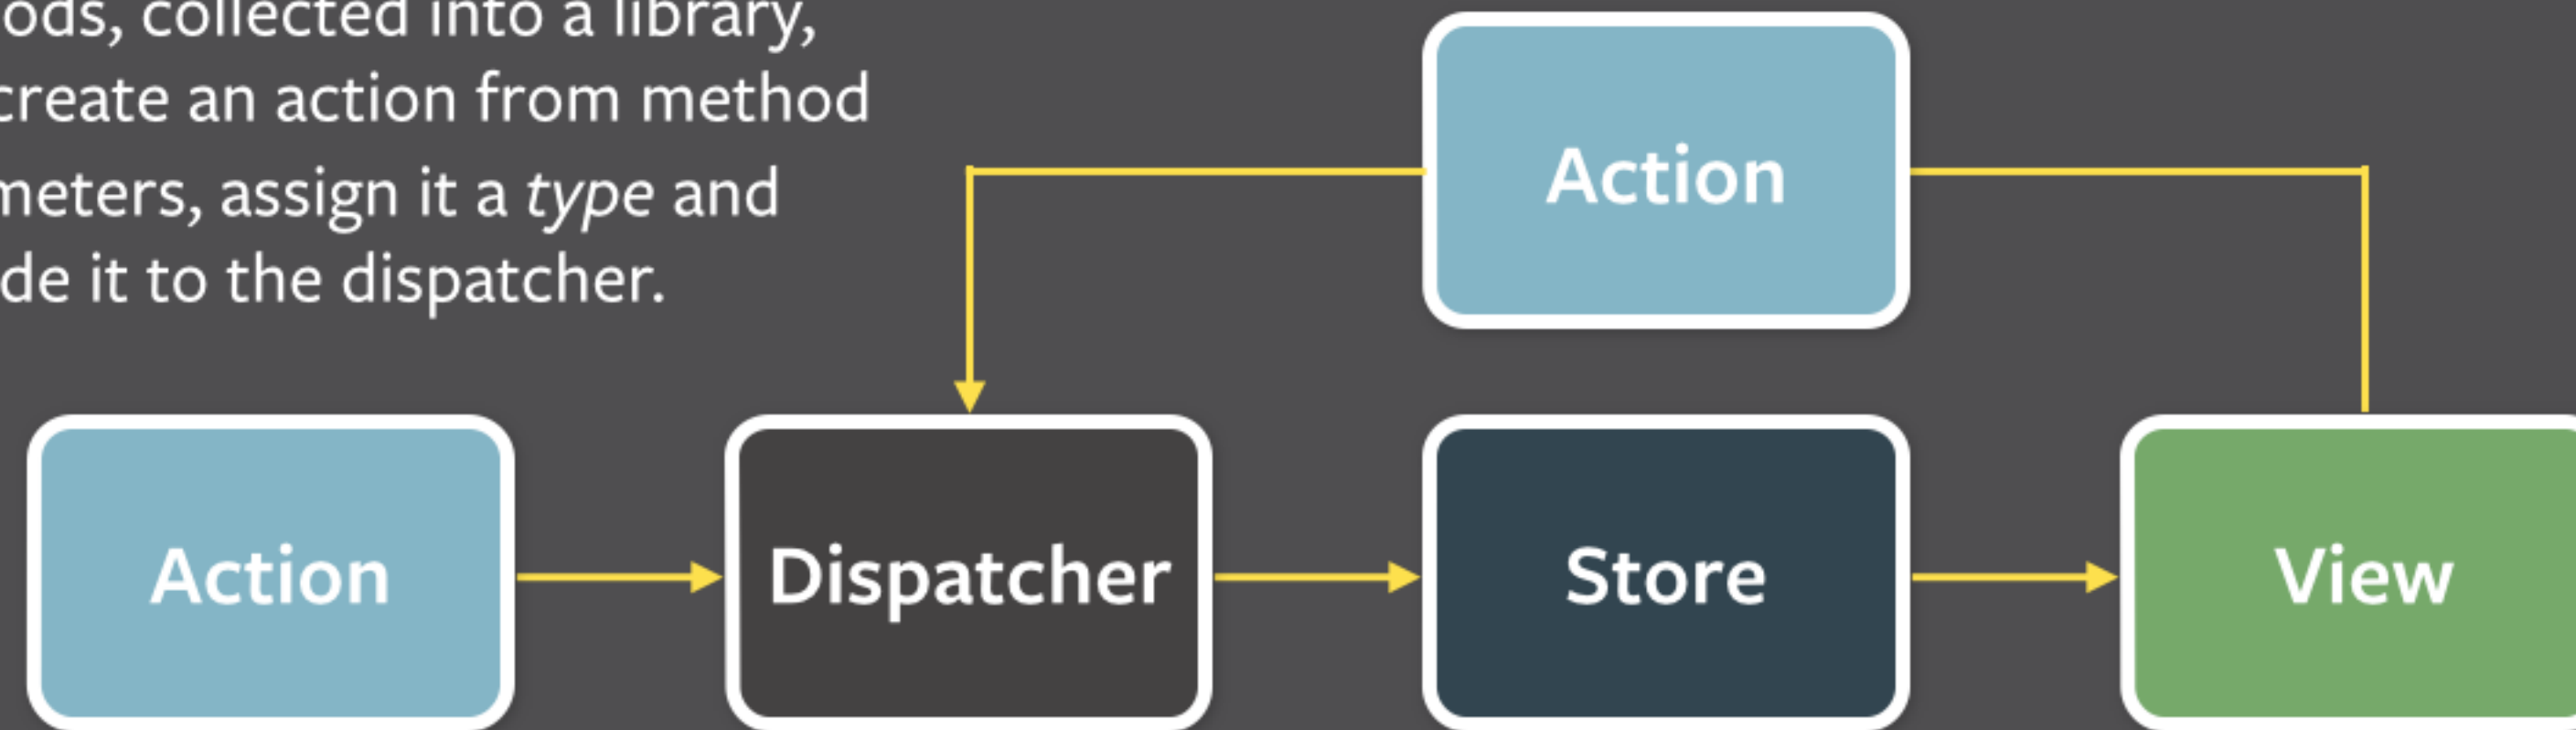 ods, collected into a library,
create an action from method
meters, assign it a type and
de it to the dispatcher.
Action
Action
Dispatcher
Store
View